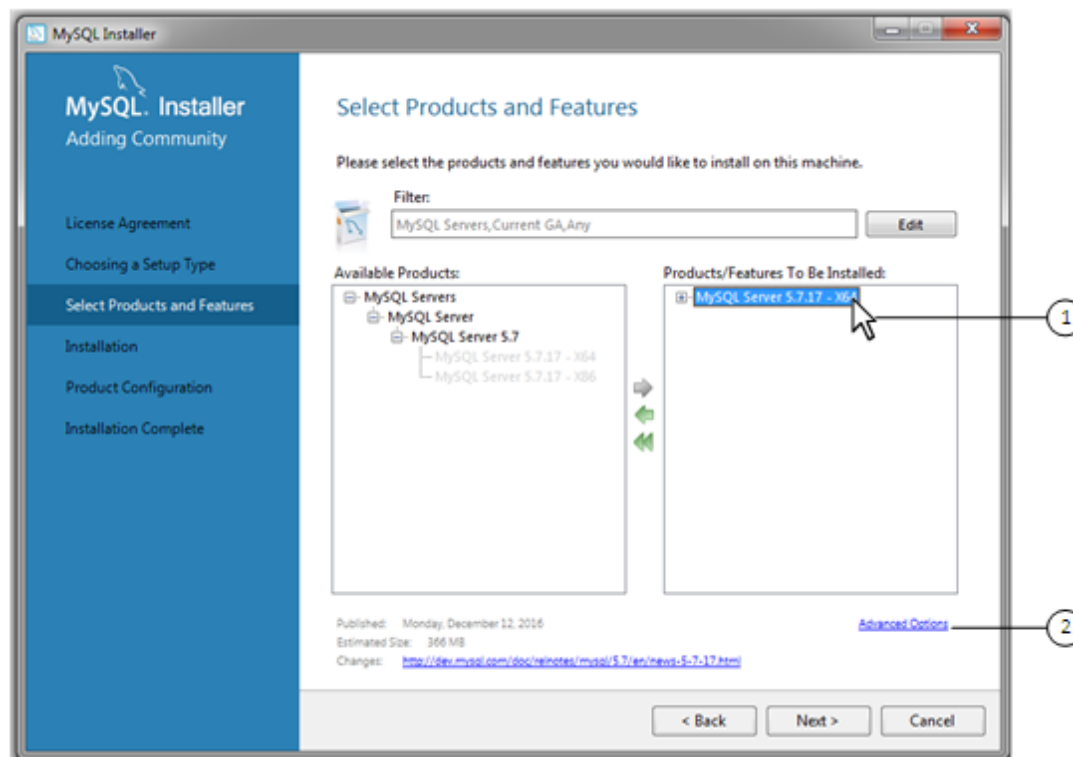 MySQL Installer
MySQL. Installer
Adding Community
License Agreement
Choosing a Setup Type
Select Products and Features
Installation
Product Configuration
Installation Complete
Select Products and Features
Please select the products and features you would like to install on this machine.
Filter:
MySQL Servers,Current GA,Any
Edit
Available Products:
MySQL Servers
MySQL Server
MySQL Server 5.7
MySQL Server 5.7.17 - X64
MySQL Server 5.7.17 - X86
Products/Features To Be Installed:
MySQL Server 5.7.17 - X64
1
Published: Monday, December 12, 2016
Estimated Size: 366 MB
Changes: http://dev.mysql.com/doc/relnotes/mysql/5.7/en/news-5-7-17.html
Advanced Options
2
< Back
Next >
Cancel